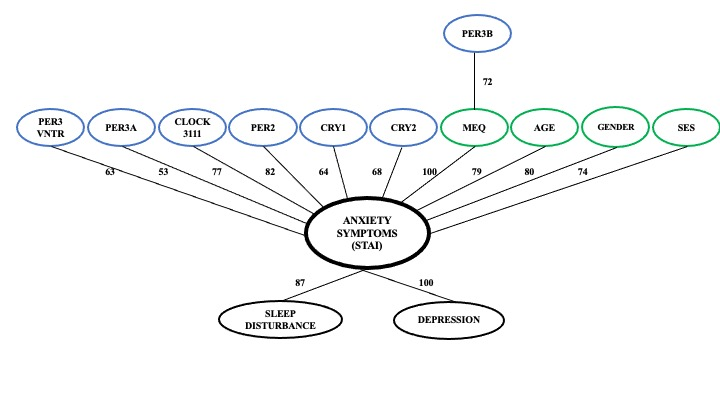 PER3B
72
PER3
VNTR
PER3A
CLOCK
3111
PER2
CRY1
CRY2
MEQ
AGE
GENDER
SES
63
53
77
82
64
68
100
79
80
74
ANXIETY
SYMPTOMS
(STAI)
87
100
SLEEP
DISTURBANCE
DEPRESSION